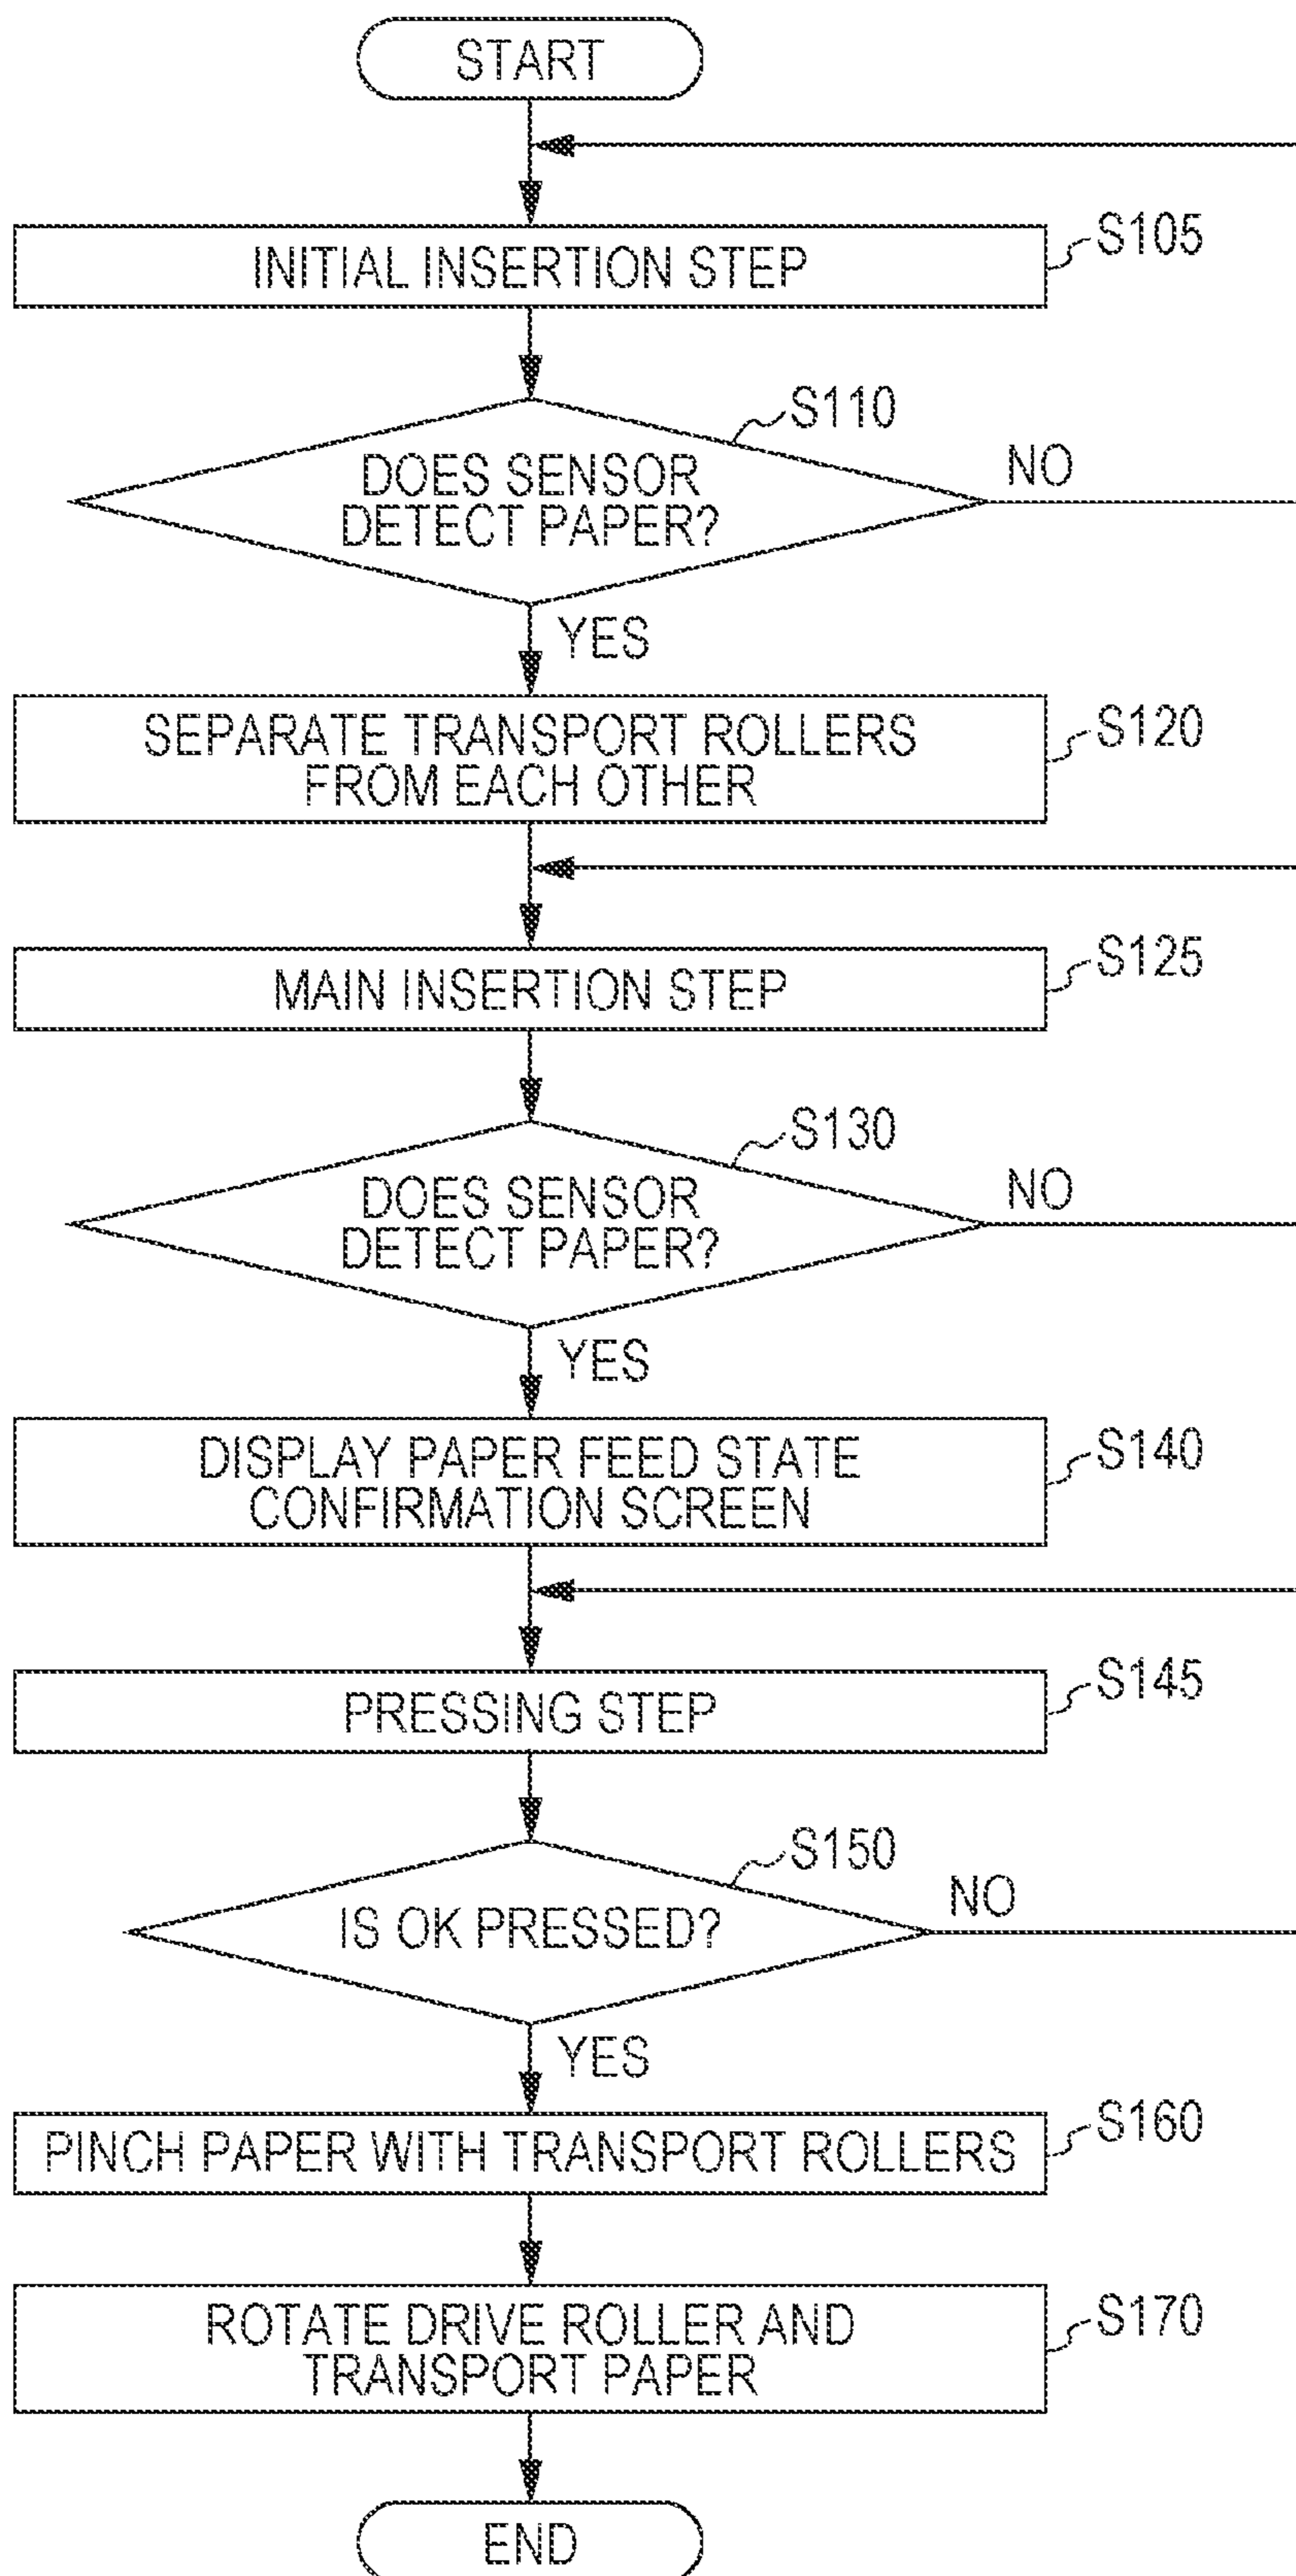 START
INITIAL INSERTION STEP
S105
S110
DOES SENSOR
DETECT PAPER?
NO
YES
SEPARATE TRANSPORT ROLLERS
FROM EACH OTHER
S120
MAIN INSERTION STEP
S125
S130
DOES SENSOR
DETECT PAPER?
NO
YES
DISPLAY PAPER FEED STATE
CONFIRMATION SCREEN
S140
PRESSING STEP
S145
S150
IS OK PRESSED?
NO
YES
PINCH PAPER WITH TRANSPORT ROLLERS
S160
ROTATE DRIVE ROLLER AND
TRANSPORT PAPER
S170
END